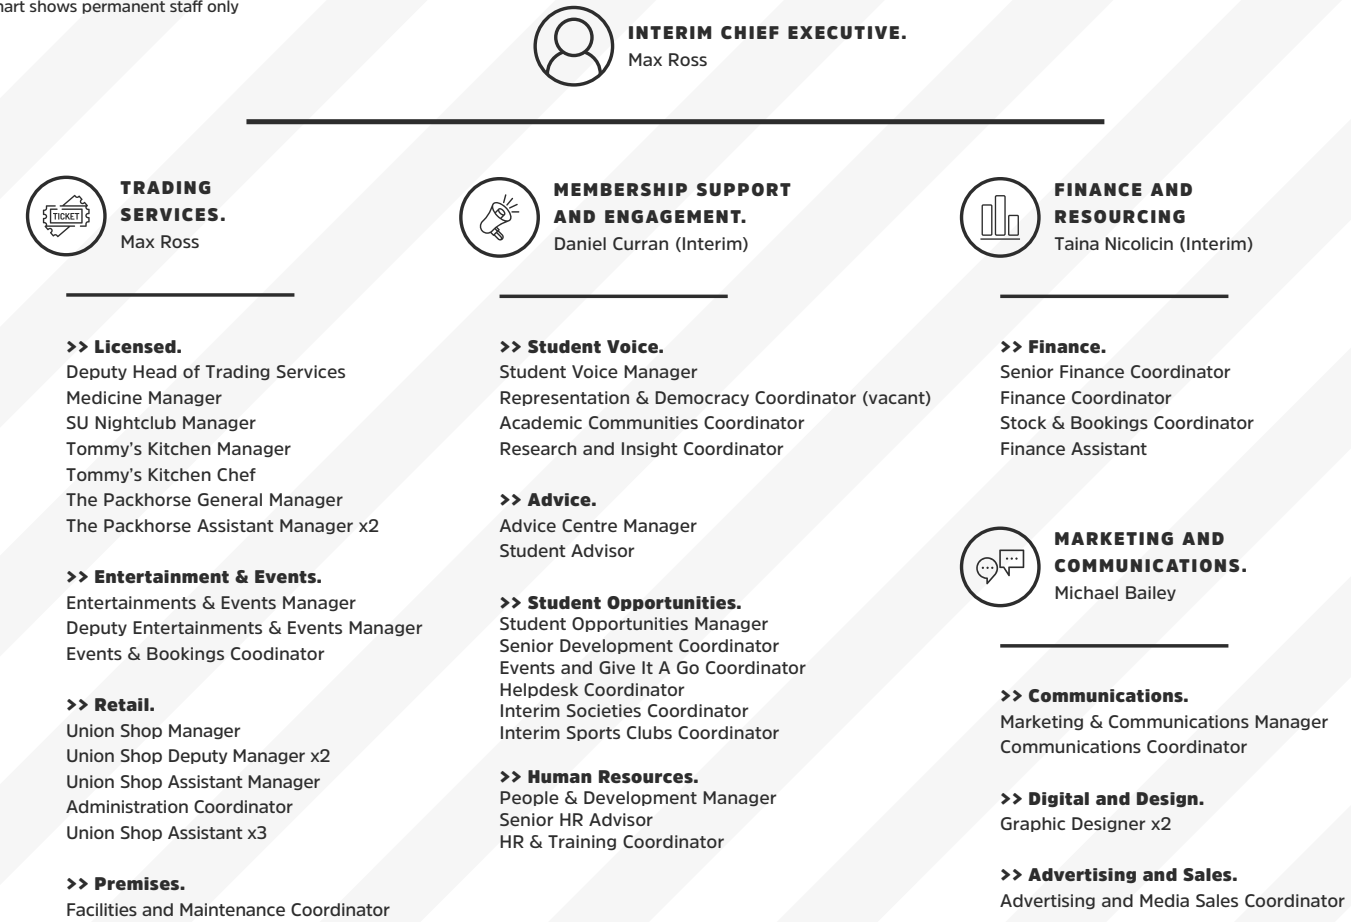 chart shows permanent staff only
INTERIM CHIEF EXECUTIVE.
Max Ross
TRADING
SERVICES.
Max Ross
TICKET
>> Licensed.
Deputy Head of Trading Services
Medicine Manager
SU Nightclub Manager
Tommy's Kitchen Manager
Tommy's Kitchen Chef
The Packhorse General Manager
The Packhorse Assistant Manager x2
>> Entertainment & Events.
Entertainments & Events Manager
Deputy Entertainments & Events Manager
Events & Bookings Coodinator
>> Retail.
Union Shop Manager
Union Shop Deputy Manager x2
Union Shop Assistant Manager
Administration Coordinator
Union Shop Assistant x3
>> Premises.
Facilities and Maintenance Coordinator
MEMBERSHIP SUPPORT
AND ENGAGEMENT.
Daniel Curran (Interim)
>> Student Voice.
Student Voice Manager
Representation & Democracy Coordinator (vacant)
Academic Communities Coordinator
Research and Insight Coordinator
>> Advice.
Advice Centre Manager
Student Advisor
>> Student Opportunities.
Student Opportunities Manager
Senior Development Coordinator
Events and Give It A Go Coordinator
Helpdesk Coordinator
Interim Societies Coordinator
Interim Sports Clubs Coordinator
>> Human Resources.
People & Development Manager
Senior HR Advisor
HR & Training Coordinator
FINANCE AND
RESOURCING
Taina Nicolicin (Interim)
>> Finance.
Senior Finance Coordinator
Finance Coordinator
Stock & Bookings Coordinator
Finance Assistant
MARKETING AND
COMMUNICATIONS.
Michael Bailey
>> Communications.
Marketing & Communications Manager
Communications Coordinator
>> Digital and Design.
Graphic Designer x2
>> Advertising and Sales.
Advertising and Media Sales Coordinator